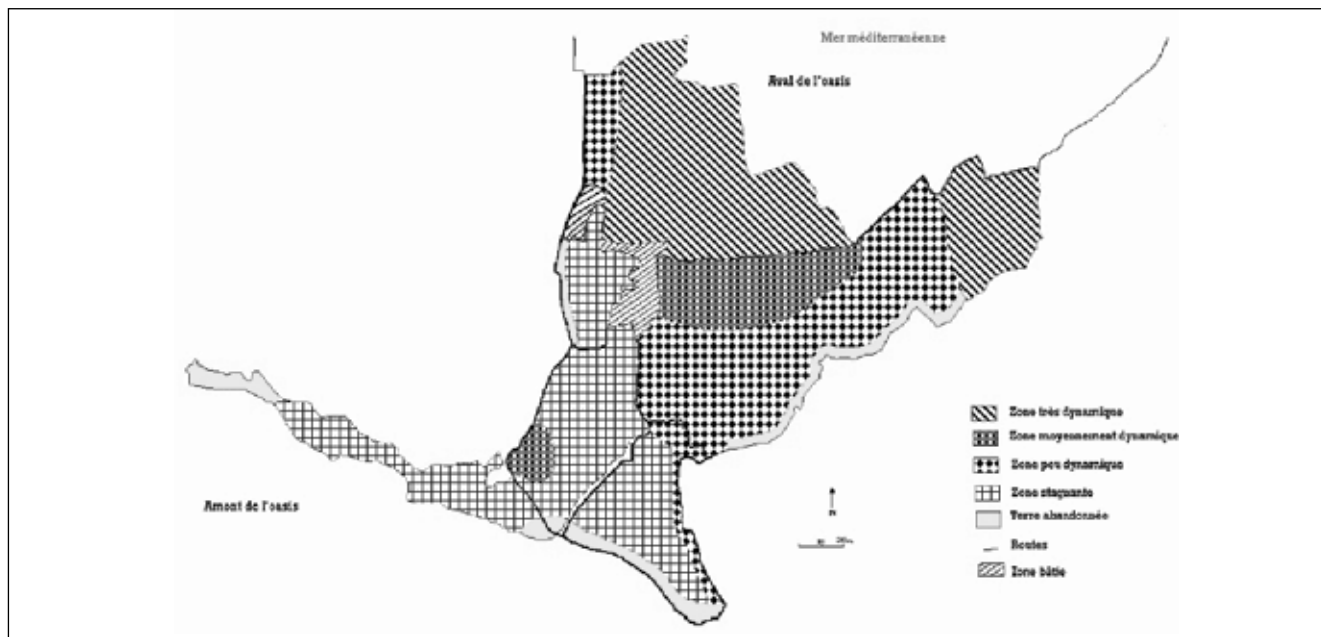 Mer méditerranéenne
Aval de l'oasis
Zone très dynamique
Zone moyennement dynamique
Zone peu dynamique
Zone stagnante
Amont de l'oasis
Terre abandonnée
N
Routes
Zone bâtie